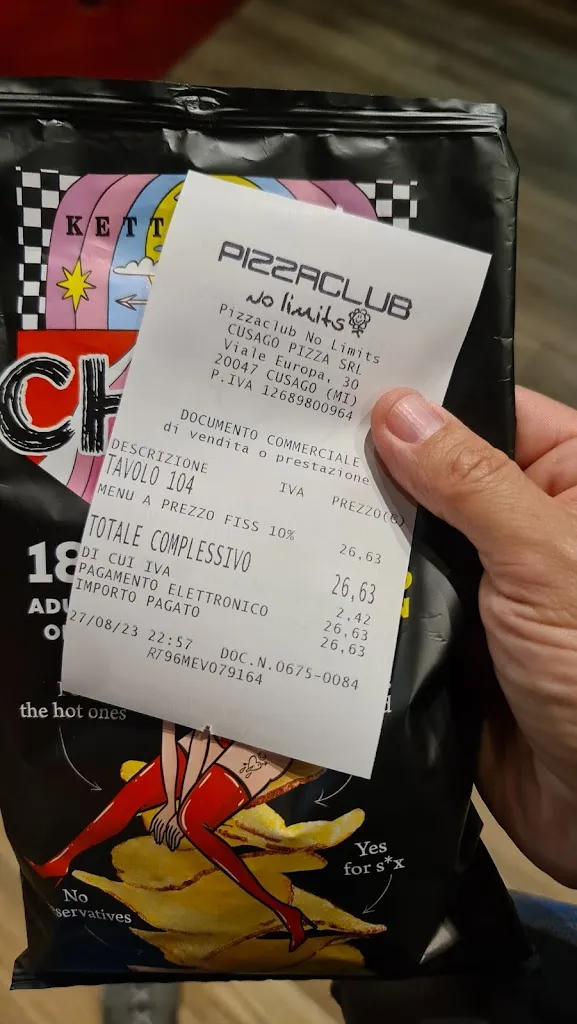 KETT
CH
PIZZACLUB
No limits
Pizzaclub No Limits
CUSAGO PIZZA SRL
Viale Europa, 30
20047 CUSAGO (MI)
P.IVA 12689800964
DOCUMENTO COMMERCIALE
di vendita o prestazione
DESCRIZIONE IVA PREZZO(€)
TAVOLO 104
MENU A PREZZO FISS 10% 26,63
TOTALE COMPLESSIVO 26,63
DI CUI IVA 2,42
PAGAMENTO ELETTRONICO 26,63
IMPORTO PAGATO 26,63
27/08/23 22:57 DOC.N.0675-0084
RT96MEV079164
18
ADU
the hot ones
Yes
for s*x
No
servatives